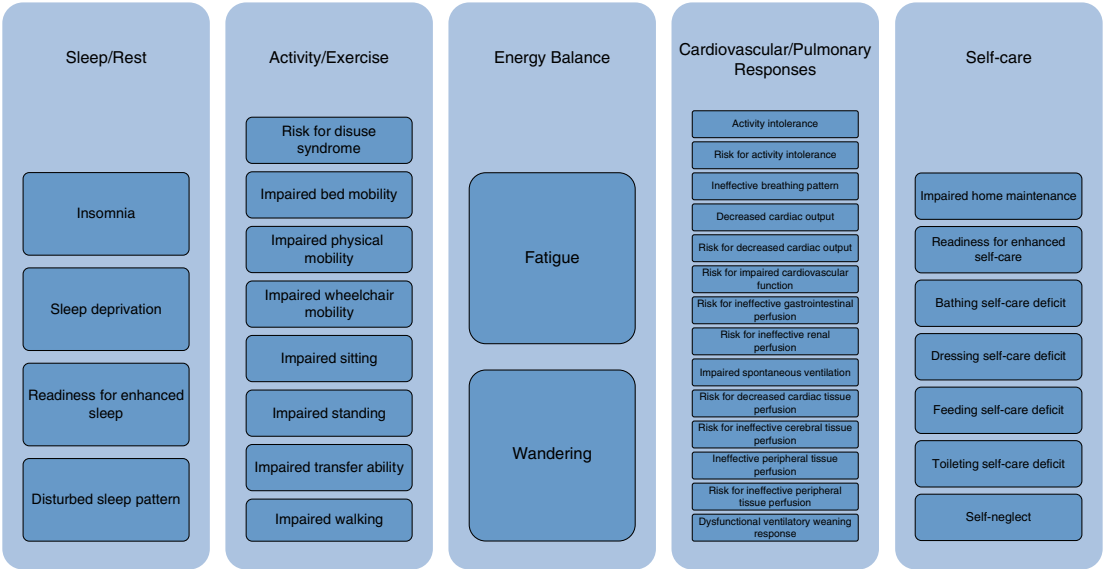 Sleep/Rest
Insomnia
Sleep deprivation
Readiness for enhanced
sleep
Disturbed sleep pattern
Activity/Exercise
Risk for disuse
syndrome
Impaired bed mobility
Impaired physical
mobility
Impaired wheelchair
mobility
Impaired sitting
Impaired standing
Impaired transfer ability
Impaired walking
Energy Balance
Fatigue
Wandering
Cardiovascular/Pulmonary
Responses
Activity intolerance
Risk for activity intolerance
Ineffective breathing pattern
Decreased cardiac output
Risk for decreased cardiac output
Risk for impaired cardiovascular
function
Risk for ineffective gastrointestinal
perfusion
Risk for ineffective renal
perfusion
Impaired spontaneous ventilation
Risk for decreased cardiac tissue
perfusion
Risk for ineffective cerebral tissue
perfusion
Ineffective peripheral tissue
perfusion
Risk for ineffective peripheral
tissue perfusion
Dysfunctional ventilatory weaning
response
Self-care
Impaired home maintenance
Readiness for enhanced
self-care
Bathing self-care deficit
Dressing self-care deficit
Feeding self-care deficit
Toileting self-care deficit
Self-neglect